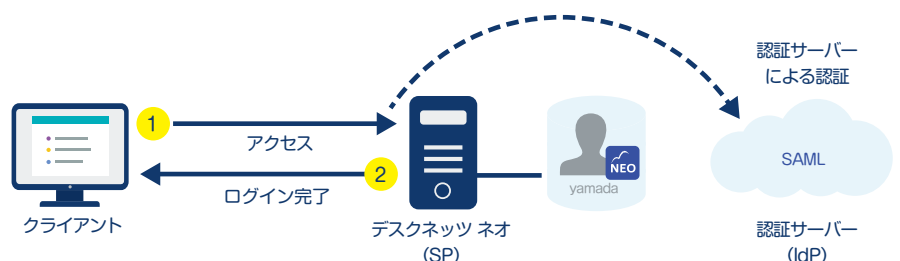 認証サーバー
による認証
1
アクセス
2
ログイン完了
NEO
yamada
SAML
クライアント
デスクネッツ ネオ
(SP)
認証サーバー
(IdP)